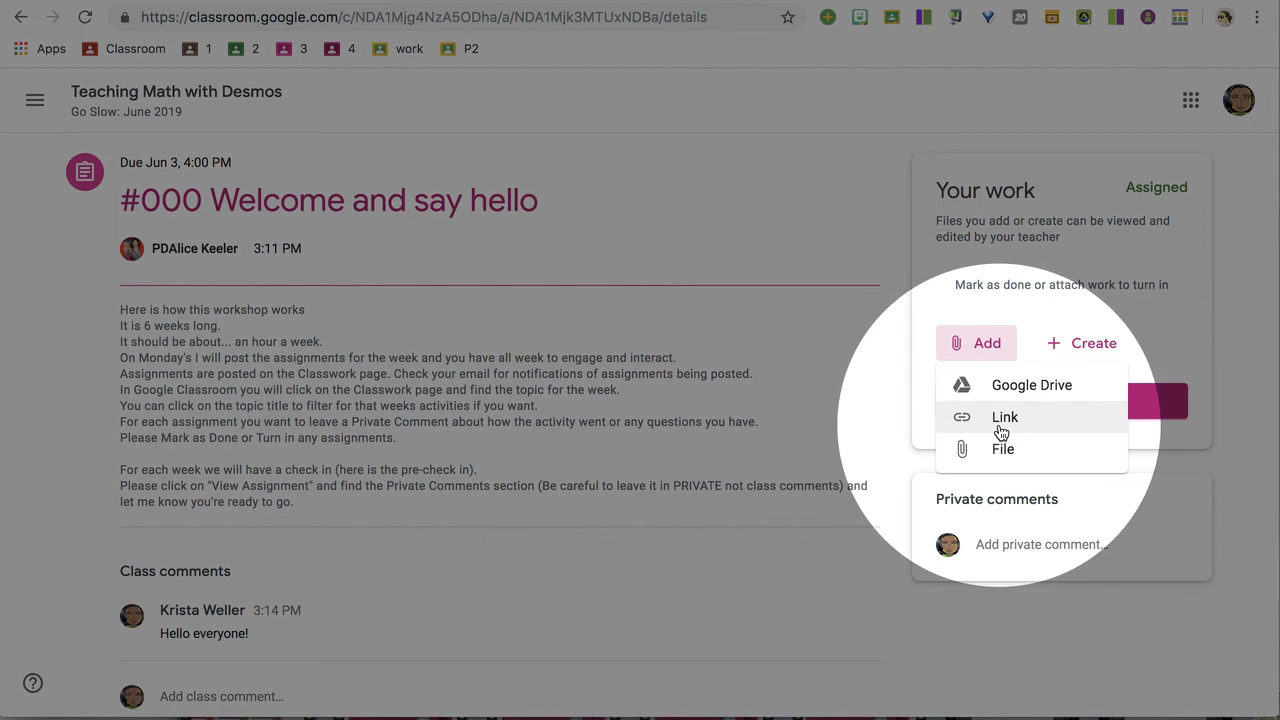 https://classroom.google.com/c/NDA1Mjg4NzA5ODha/a/NDA1Mjk3MTUxNDBa/details
20
Apps Classroom 1 2 3 4 work P2
Teaching Math with Desmos
Go Slow: June 2019
Due Jun 3, 4:00 PM
#000 Welcome and say hello
PDAlice Keeler 3:11 PM
Here is how this workshop works
It is 6 weeks long.
It should be about... an hour a week.
On Monday's I will post the assignments for the week and you have all week to engage and interact.
Assignments are posted on the Classwork page. Check your email for notifications of assignments being posted.
In Google Classroom you will click on the Classwork page and find the topic for the week.
You can click on the topic title to filter for that weeks activities if you want.
For each assignment you want to leave a Private Comment about how the activity went or any questions you have.
Please Mark as Done or Turn in any assignments.
For each week we will have a check in (here is the pre-check in).
Please click on "View Assignment" and find the Private Comments section (Be careful to leave it in PRIVATE not class comments) and
let me know you're ready to go.
Class comments
Krista Weller 3:14 PM
Hello everyone!
Add class comment...
Your work Assigned
Files you add or create can be viewed and
edited by your teacher
Mark as done or attach work to turn in
Add + Create
Google Drive
Link
File
Private comments
Add private comment...